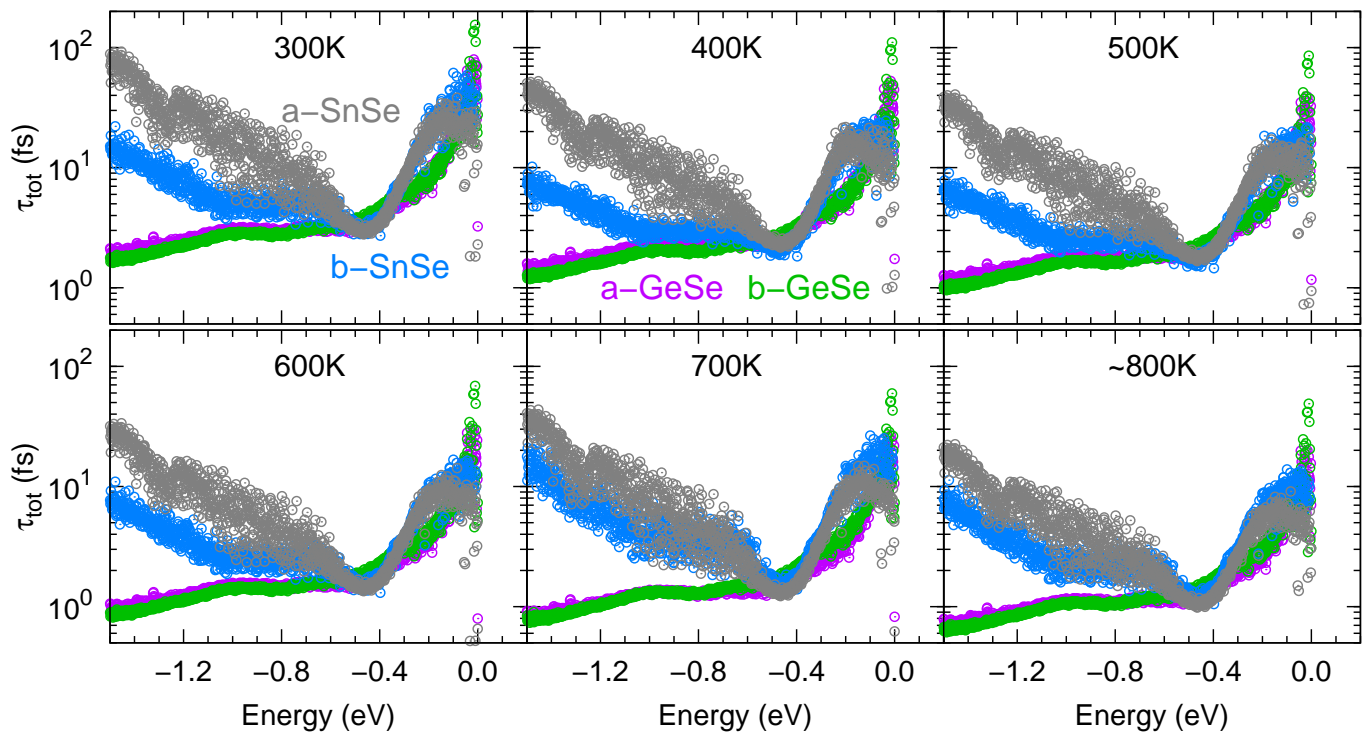 300K 400K 500K
a−SnSe
b−SnSe
a−GeSe b−GeSe
τtot (fs)
10²
10¹
10⁰
600K 700K ~800K
τtot (fs)
10²
10¹
10⁰
−1.2 −0.8 −0.4 0.0 −1.2 −0.8 −0.4 0.0 −1.2 −0.8 −0.4 0.0
Energy (eV) Energy (eV) Energy (eV)